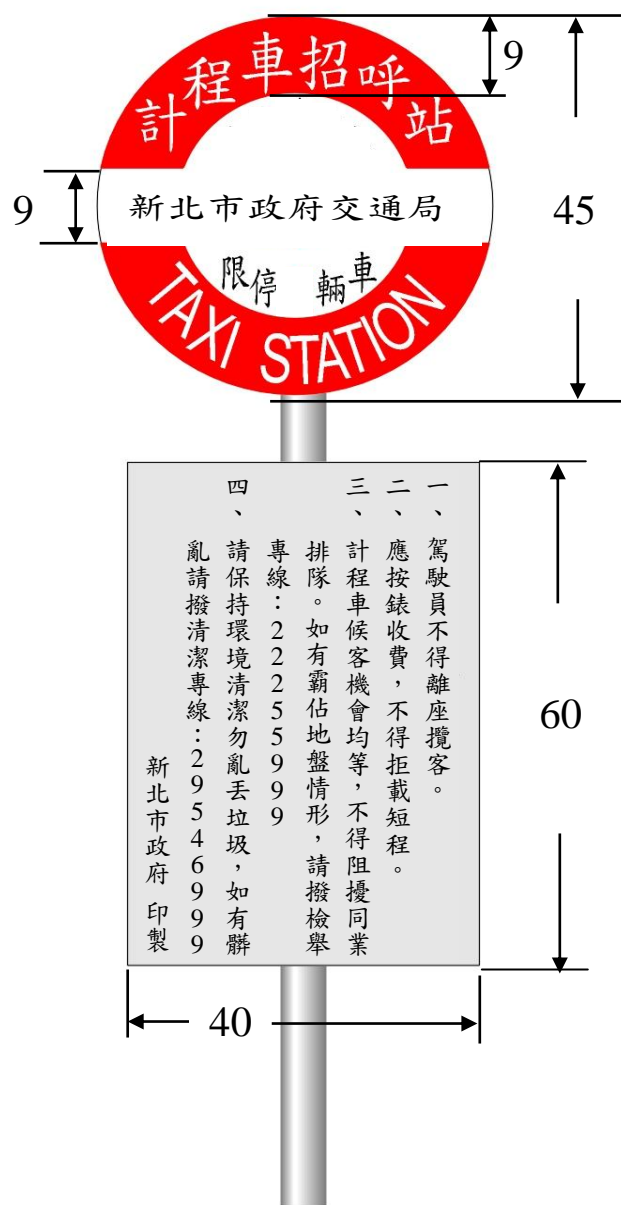 計程車招呼站
9
9
新北市政府交通局
45
限停 輛車
TAXI STATION
一、駕駛員不得離座攬客。
二、應按錶收費，不得拒載短程。
三、計程車候客機會均等，不得阻擾同業
排隊。如有霸佔地盤情形，請撥檢舉
專線：22255999
四、請保持環境清潔勿亂丟垃圾，如有髒
亂請撥清潔專線：29546999
新北市政府 印製
60
40